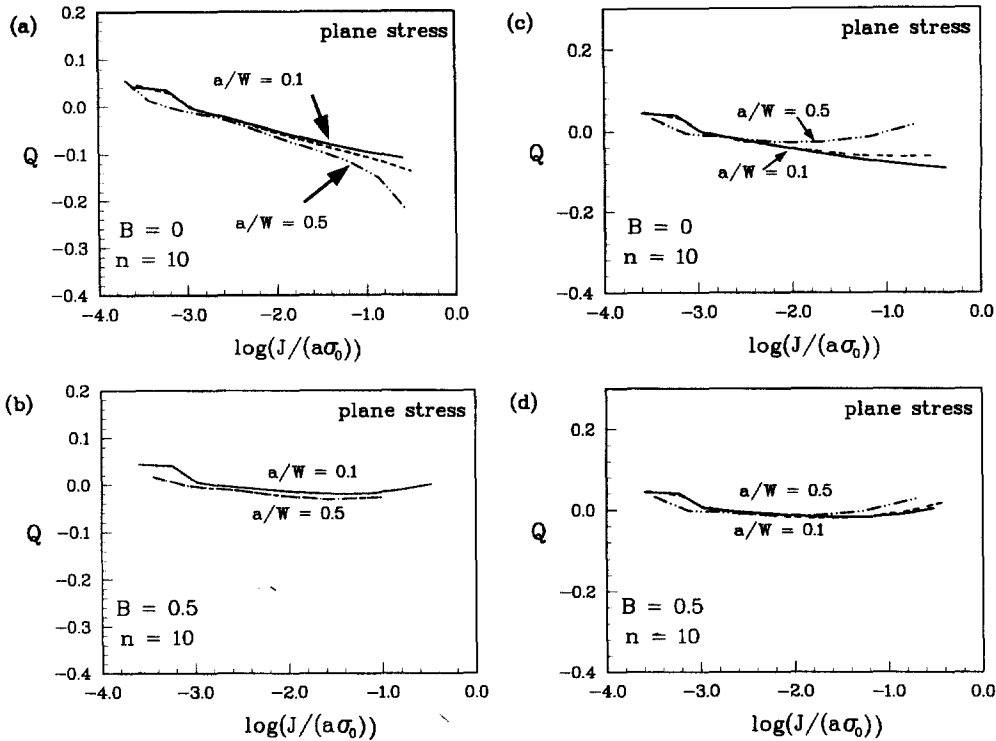 (a)
plane stress
a/W = 0.1
a/W = 0.5
B = 0
n = 10
Q
0.2
0.1
0.0
-0.1
-0.2
-0.3
-0.4
-4.0 -3.0 -2.0 -1.0 0.0
log(J/(aσ₀))
(c)
plane stress
a/W = 0.5
a/W = 0.1
B = 0
n = 10
Q
0.2
0.0
-0.2
-0.4
-4.0 -3.0 -2.0 -1.0 0.0
log(J/(aσ₀))
(b)
plane stress
a/W = 0.1
a/W = 0.5
B = 0.5
n = 10
Q
0.2
0.1
0.0
-0.1
-0.2
-0.3
-0.4
-4.0 -3.0 -2.0 -1.0 0.0
log(J/(aσ₀))
(d)
plane stress
a/W = 0.5
a/W = 0.1
B = 0.5
n = 10
Q
0.2
0.0
-0.2
-0.4
-4.0 -3.0 -2.0 -1.0 0.0
log(J/(aσ₀))